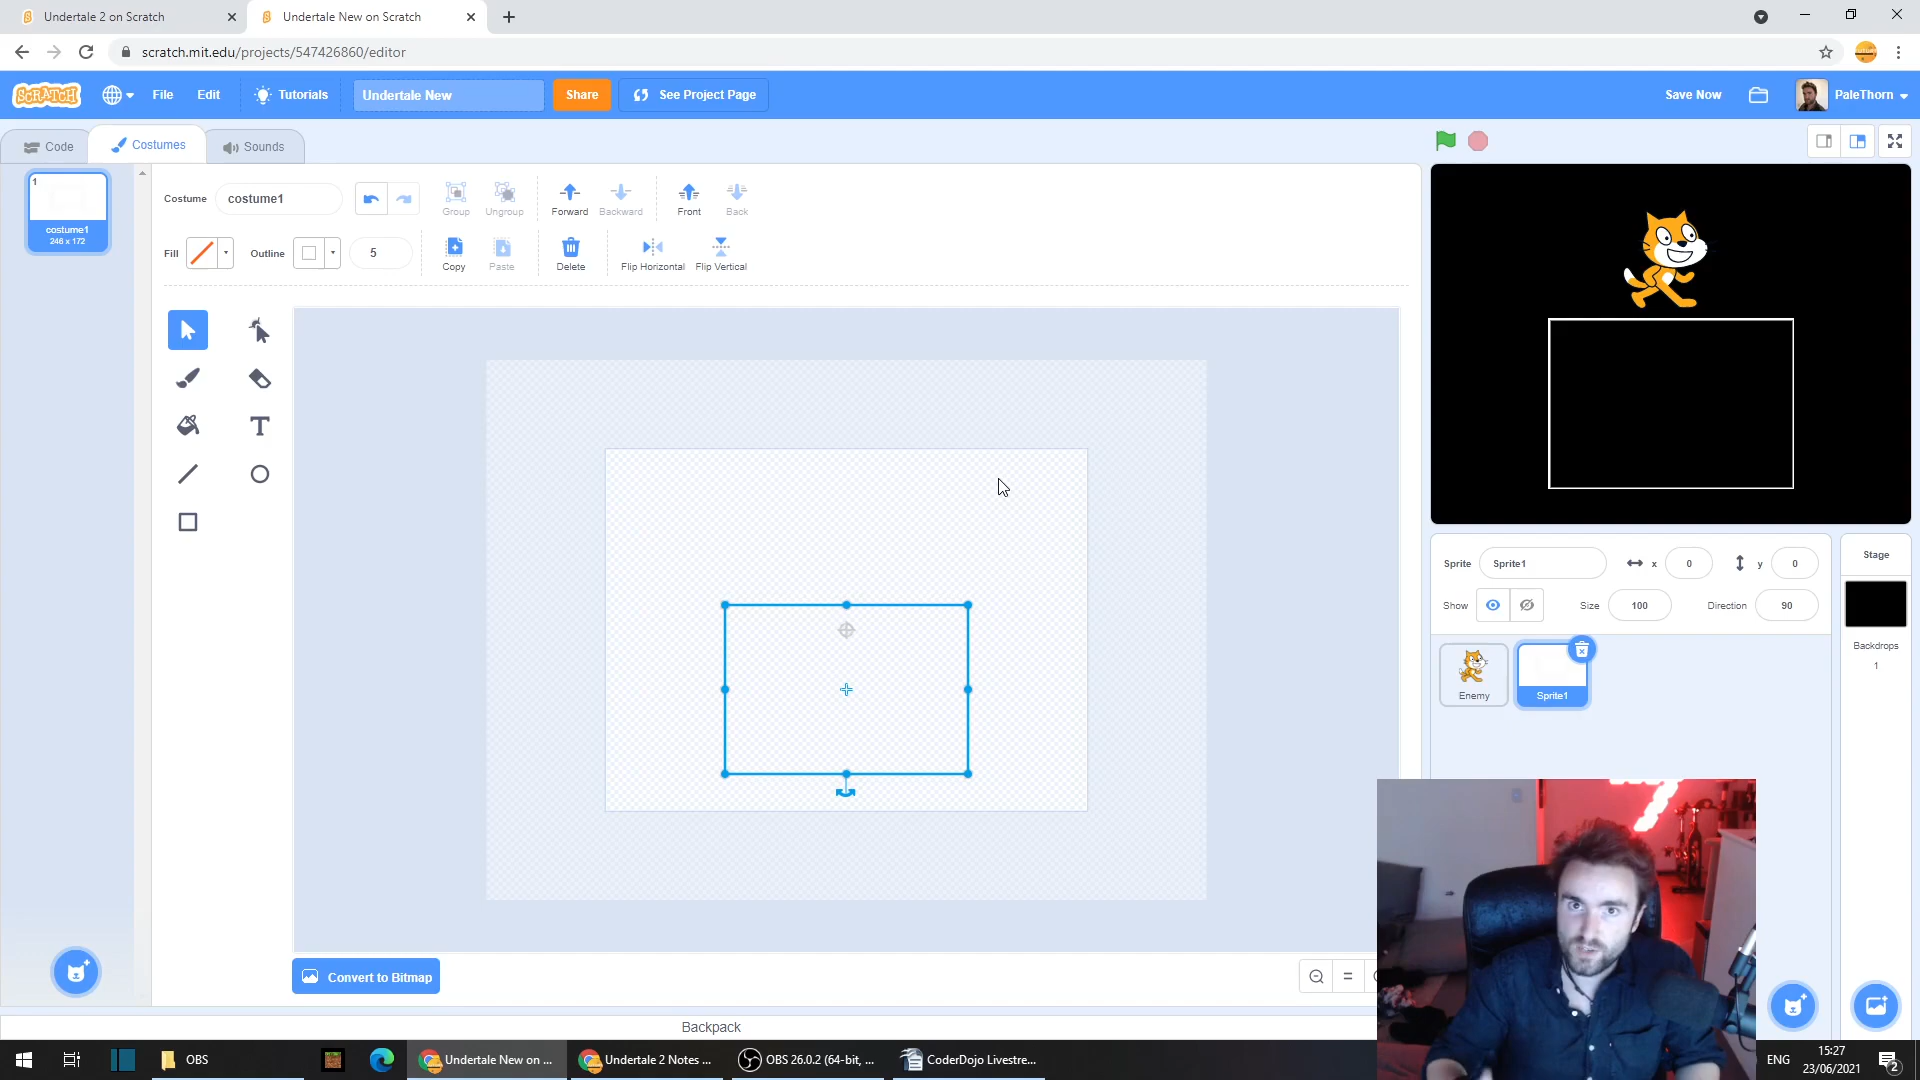 Undertale 2 on Scratch
Undertale New on Scratch
scratch.mit.edu/projects/547426860/editor
SCRATCH
File
Edit
Tutorials
Undertale New
Share
See Project Page
Save Now
PaleThorn
Code
Costumes
Sounds
1
costume1
246 x 172
Costume
costume1
Group
Ungroup
Forward
Backward
Front
Back
Fill
Outline
5
Copy
Paste
Delete
Flip Horizontal
Flip Vertical
T
Convert to Bitmap
Backpack
Sprite
Sprite1
x
0
y
0
Show
Size
100
Direction
90
Enemy
Sprite1
Stage
Backdrops
1
OBS
Undertale New on ...
Undertale 2 Notes ...
OBS 26.0.2 (64-bit, ...
CoderDojo Livestre...
ENG
15:27
23/06/2021
2